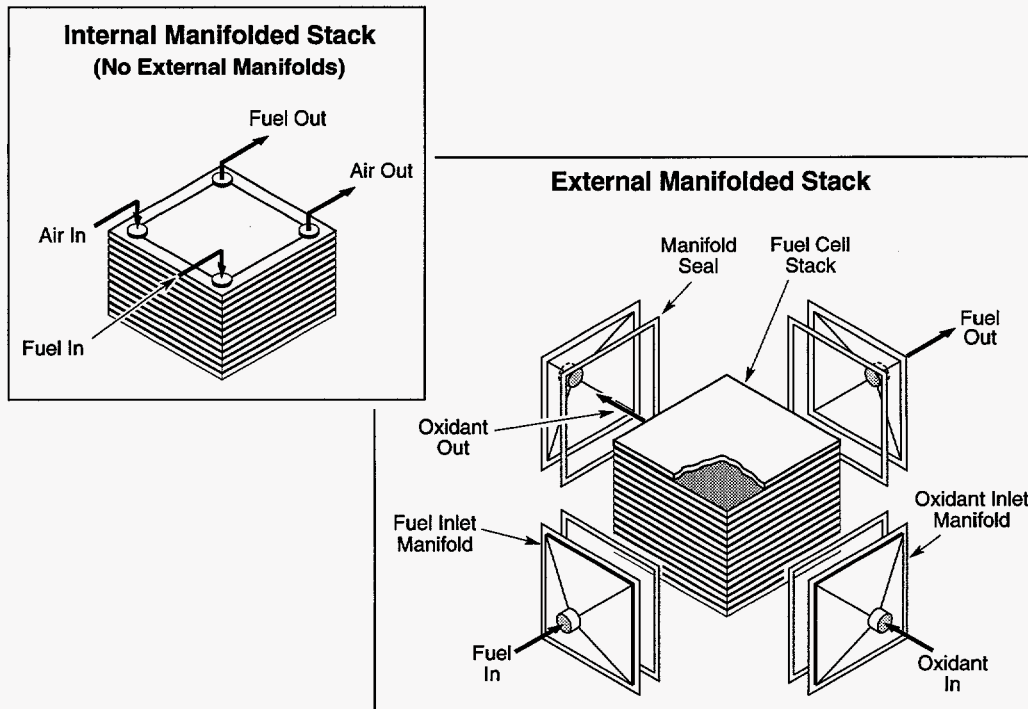 Internal Manifolded Stack
(No External Manifolds)
Fuel Out
Air Out
Air In
Fuel In
External Manifolded Stack
Manifold
Seal
Fuel Cell
Stack
Fuel
Out
Oxidant
Out
Fuel Inlet
Manifold
Oxidant Inlet
Manifold
Fuel
In
Oxidant
In